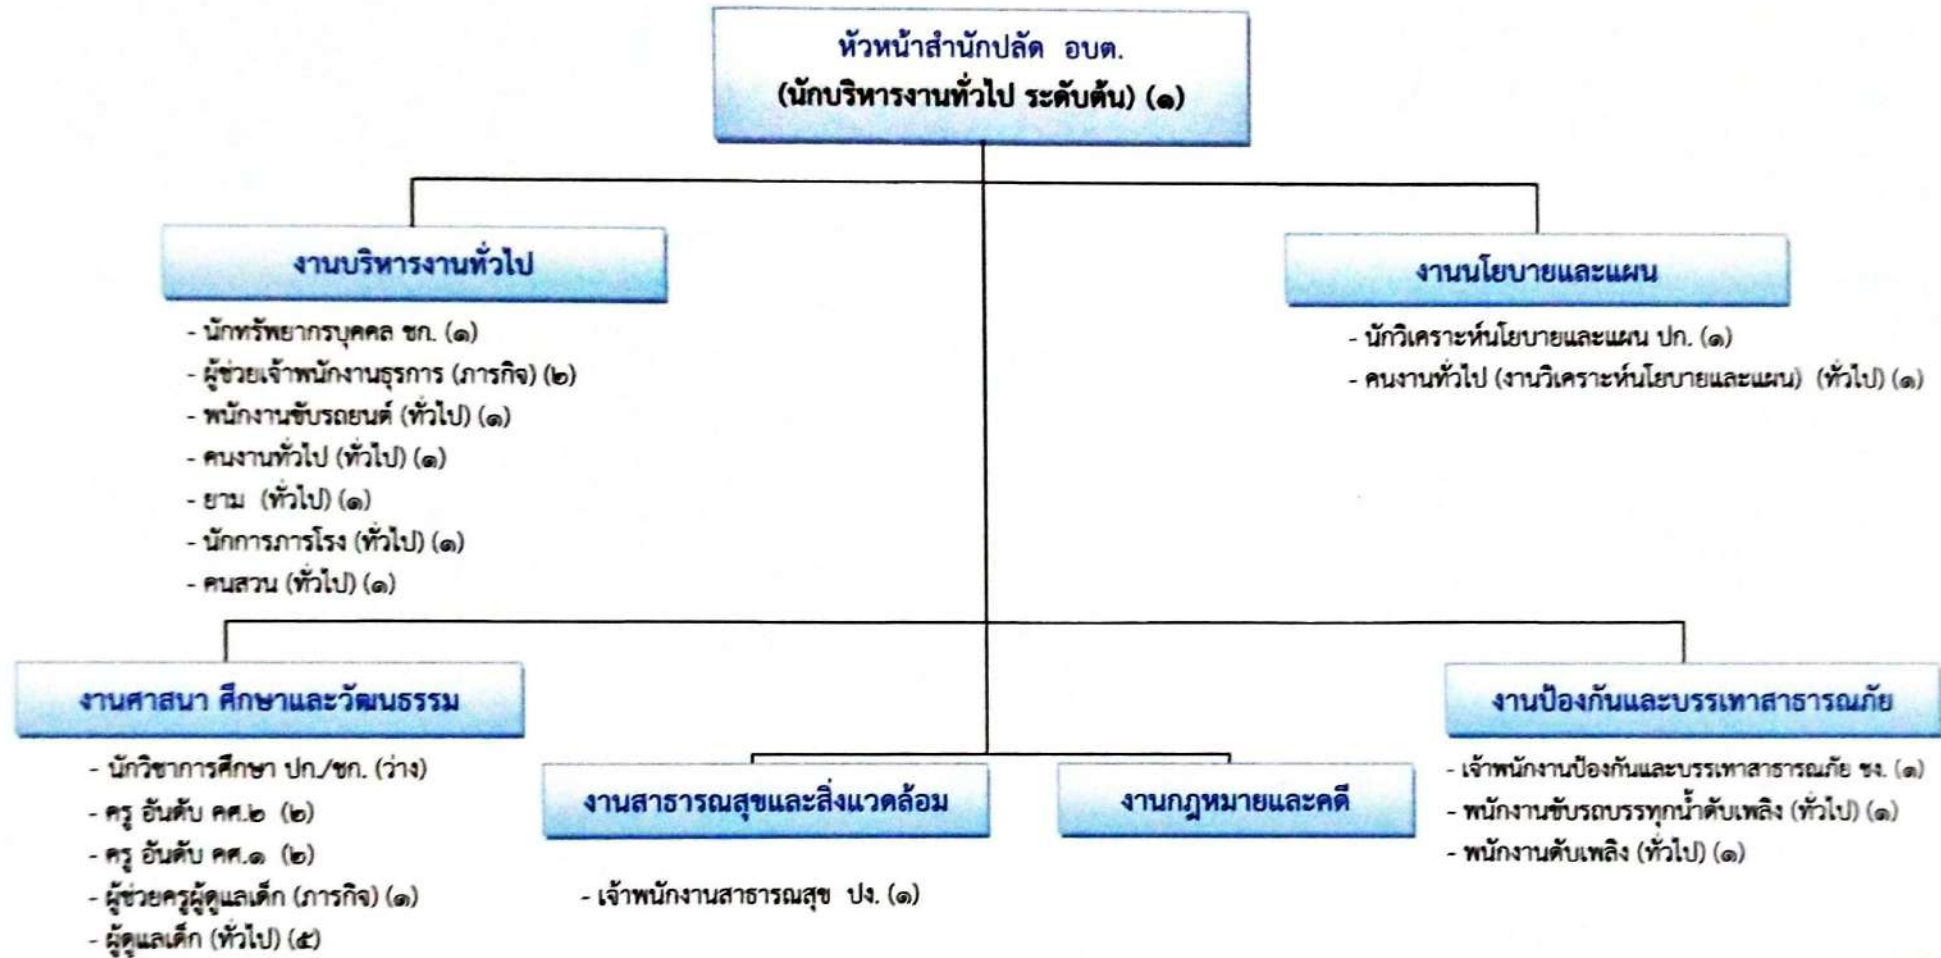 หัวหน้าสำนักปลัด อบต.
(นักบริหารงานทั่วไป ระดับต้น) (๑)
งานบริหารงานทั่วไป
- นักทรัพยากรบุคคล ชก. (๑)
- ผู้ช่วยเจ้าพนักงานธุรการ (ภารกิจ) (๒)
- พนักงานขับรถยนต์ (ทั่วไป) (๑)
- คนงานทั่วไป (ทั่วไป) (๑)
- ยาม (ทั่วไป) (๑)
- นักการภารโรง (ทั่วไป) (๑)
- คนสวน (ทั่วไป) (๑)
งานนโยบายและแผน
- นักวิเคราะห์นโยบายและแผน ปก. (๑)
- คนงานทั่วไป (งานวิเคราะห์นโยบายและแผน) (ทั่วไป) (๑)
งานศาสนา ศึกษาและวัฒนธรรม
- นักวิชาการศึกษา ปก./ชก. (ว่าง)
- ครู อันดับ คศ.๒ (๒)
- ครู อันดับ คศ.๑ (๒)
- ผู้ช่วยครูผู้ดูแลเด็ก (ภารกิจ) (๑)
- ผู้ดูแลเด็ก (ทั่วไป) (๕)
งานสาธารณสุขและสิ่งแวดล้อม
- เจ้าพนักงานสาธารณสุข ปง. (๑)
งานกฎหมายและคดี
งานป้องกันและบรรเทาสาธารณภัย
- เจ้าพนักงานป้องกันและบรรเทาสาธารณภัย ชง. (๑)
- พนักงานขับรถบรรทุกน้ำดับเพลิง (ทั่วไป) (๑)
- พนักงานดับเพลิง (ทั่วไป) (๑)